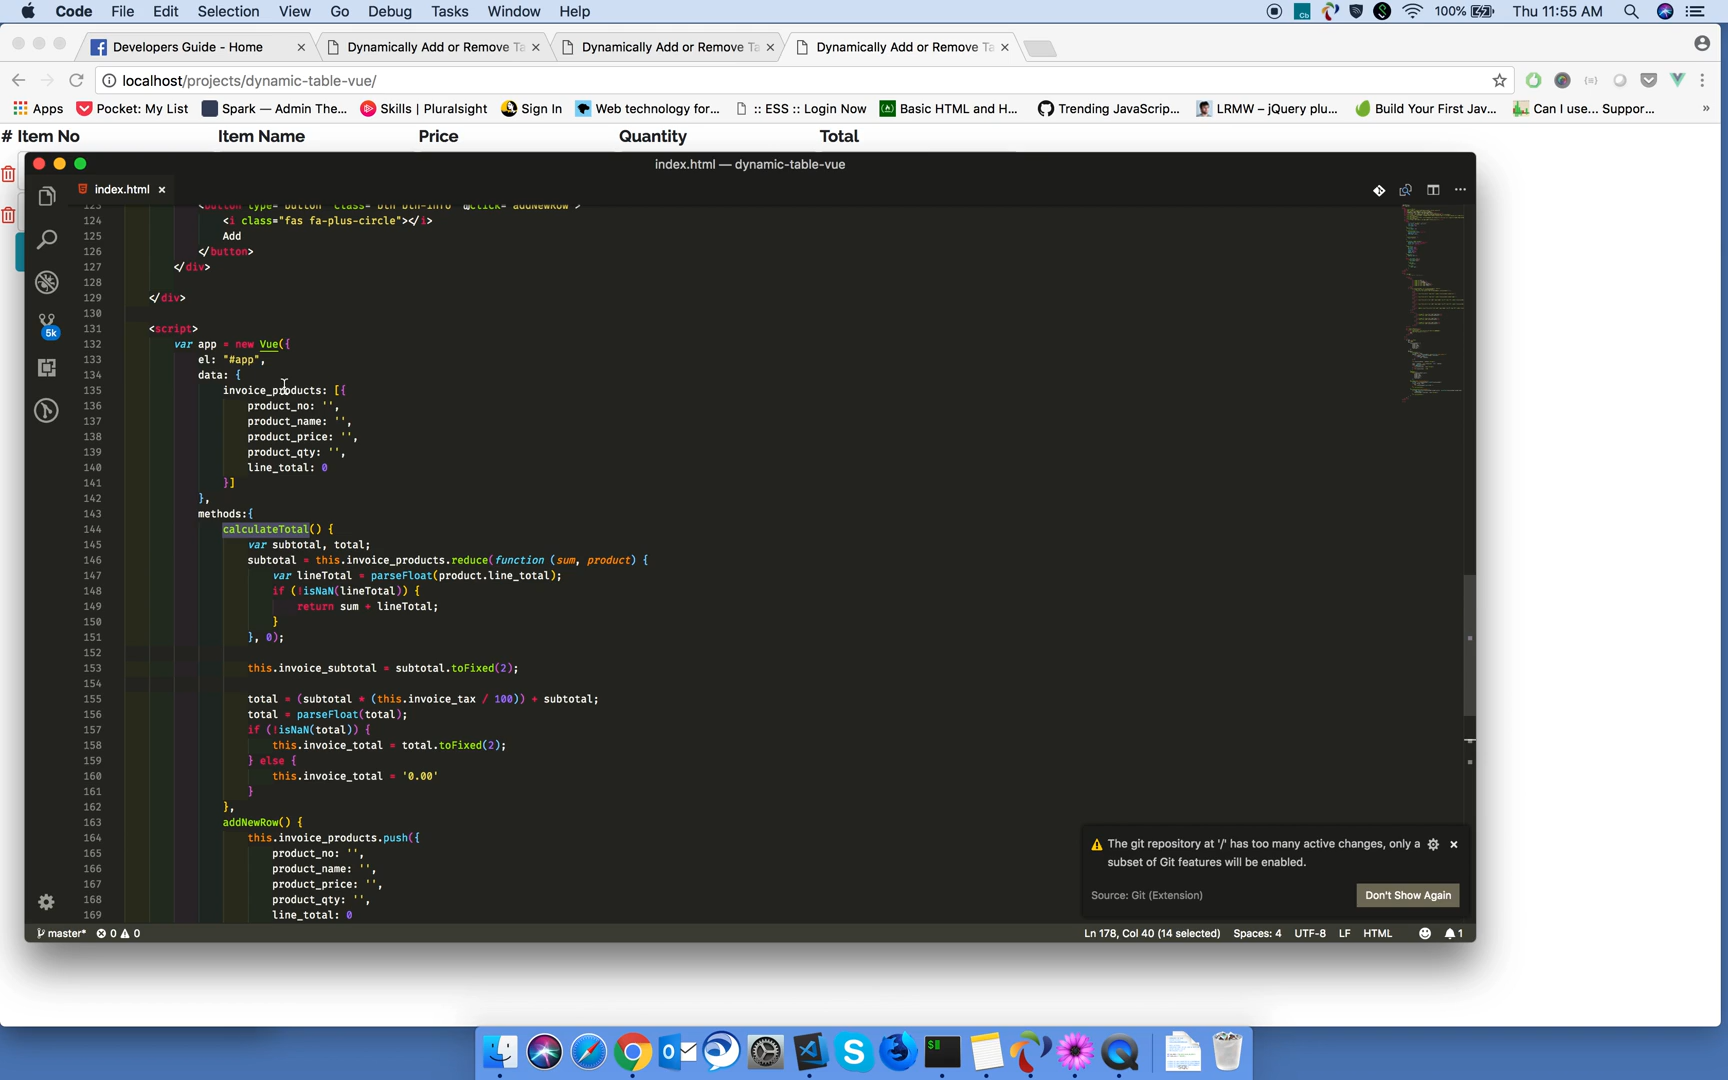 Code File Edit Selection View Go Debug Tasks Window Help 100% Thu 11:55 AM
Developers Guide - Home Dynamically Add or Remove Ta Dynamically Add or Remove Ta Dynamically Add or Remove Ta
localhost/projects/dynamic-table-vue/
Apps Pocket: My List Spark — Admin The... Skills | Pluralsight Sign In Web technology for... :: ESS :: Login Now Basic HTML and H... Trending JavaScrip... LRMW – jQuery plu... Build Your First Jav... Can I use... Suppor... »
# Item No Item Name Price Quantity Total
index.html — dynamic-table-vue
index.html
123 <button type="button" class="btn btn-info" @click="addNewRow">
124 <i class="fas fa-plus-circle"></i>
125 Add
126 </button>
127 </div>
128
129 </div>
130
131 <script>
132 var app = new Vue({
133 el: "#app",
134 data: {
135 invoice_products: [{
136 product_no: '',
137 product_name: '',
138 product_price: '',
139 product_qty: '',
140 line_total: 0
141 }]
142 },
143 methods:{
144 calculateTotal() {
145 var subtotal, total;
146 subtotal = this.invoice_products.reduce(function (sum, product) {
147 var lineTotal = parseFloat(product.line_total);
148 if (!isNaN(lineTotal)) {
149 return sum + lineTotal;
150 }
151 }, 0);
152
153 this.invoice_subtotal = subtotal.toFixed(2);
154
155 total = (subtotal * (this.invoice_tax / 100)) + subtotal;
156 total = parseFloat(total);
157 if (!isNaN(total)) {
158 this.invoice_total = total.toFixed(2);
159 } else {
160 this.invoice_total = '0.00'
161 }
162 },
163 addNewRow() {
164 this.invoice_products.push({
165 product_no: '',
166 product_name: '',
167 product_price: '',
168 product_qty: '',
169 line_total: 0
5k
The git repository at '/' has too many active changes, only a
subset of Git features will be enabled.
Source: Git (Extension) Don't Show Again
master* 0 0 Ln 178, Col 40 (14 selected) Spaces: 4 UTF-8 LF HTML 1